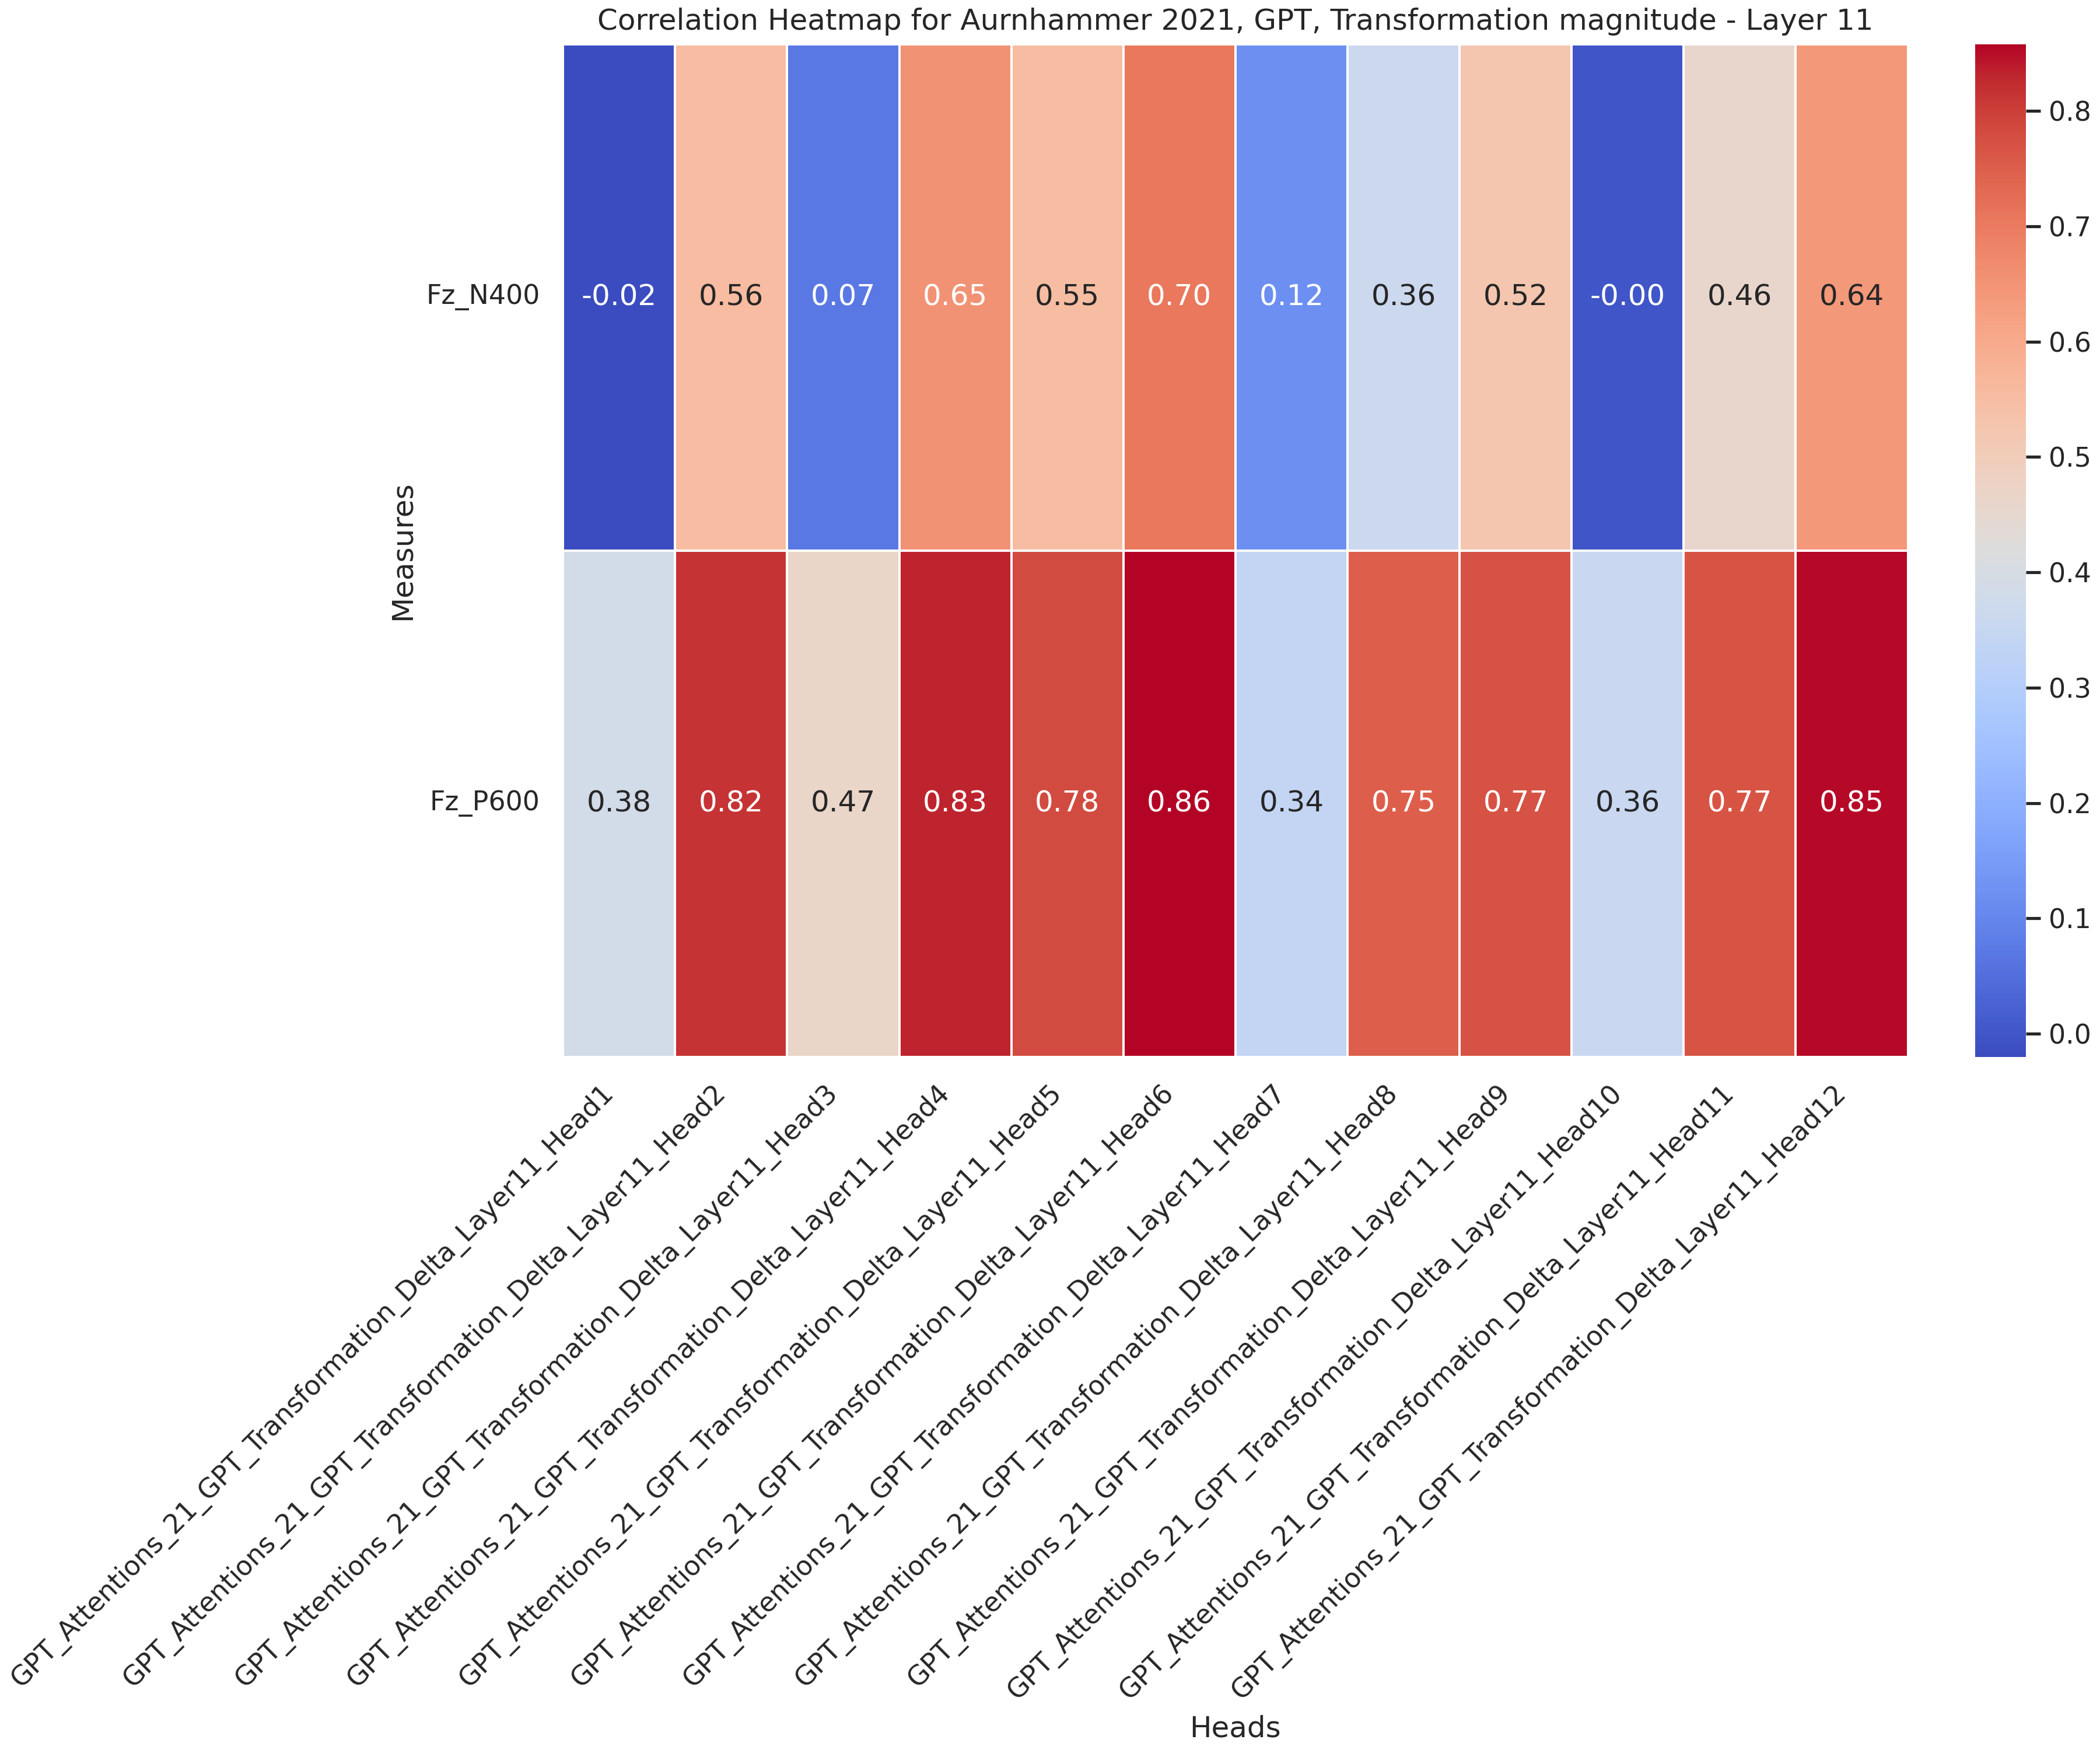 Correlation Heatmap for Aurnhammer 2021, GPT, Transformation magnitude - Layer 11
Measures
Fz_N400
-0.02 0.56 0.07 0.65 0.55 0.70 0.12 0.36 0.52 -0.00 0.46 0.64
Fz_P600
0.38 0.82 0.47 0.83 0.78 0.86 0.34 0.75 0.77 0.36 0.77 0.85
GPT_Attentions_21_GPT_Transformation_Delta_Layer11_Head1
GPT_Attentions_21_GPT_Transformation_Delta_Layer11_Head2
GPT_Attentions_21_GPT_Transformation_Delta_Layer11_Head3
GPT_Attentions_21_GPT_Transformation_Delta_Layer11_Head4
GPT_Attentions_21_GPT_Transformation_Delta_Layer11_Head5
GPT_Attentions_21_GPT_Transformation_Delta_Layer11_Head6
GPT_Attentions_21_GPT_Transformation_Delta_Layer11_Head7
GPT_Attentions_21_GPT_Transformation_Delta_Layer11_Head8
GPT_Attentions_21_GPT_Transformation_Delta_Layer11_Head9
GPT_Attentions_21_GPT_Transformation_Delta_Layer11_Head10
GPT_Attentions_21_GPT_Transformation_Delta_Layer11_Head11
GPT_Attentions_21_GPT_Transformation_Delta_Layer11_Head12
Heads
0.8
0.7
0.6
0.5
0.4
0.3
0.2
0.1
0.0